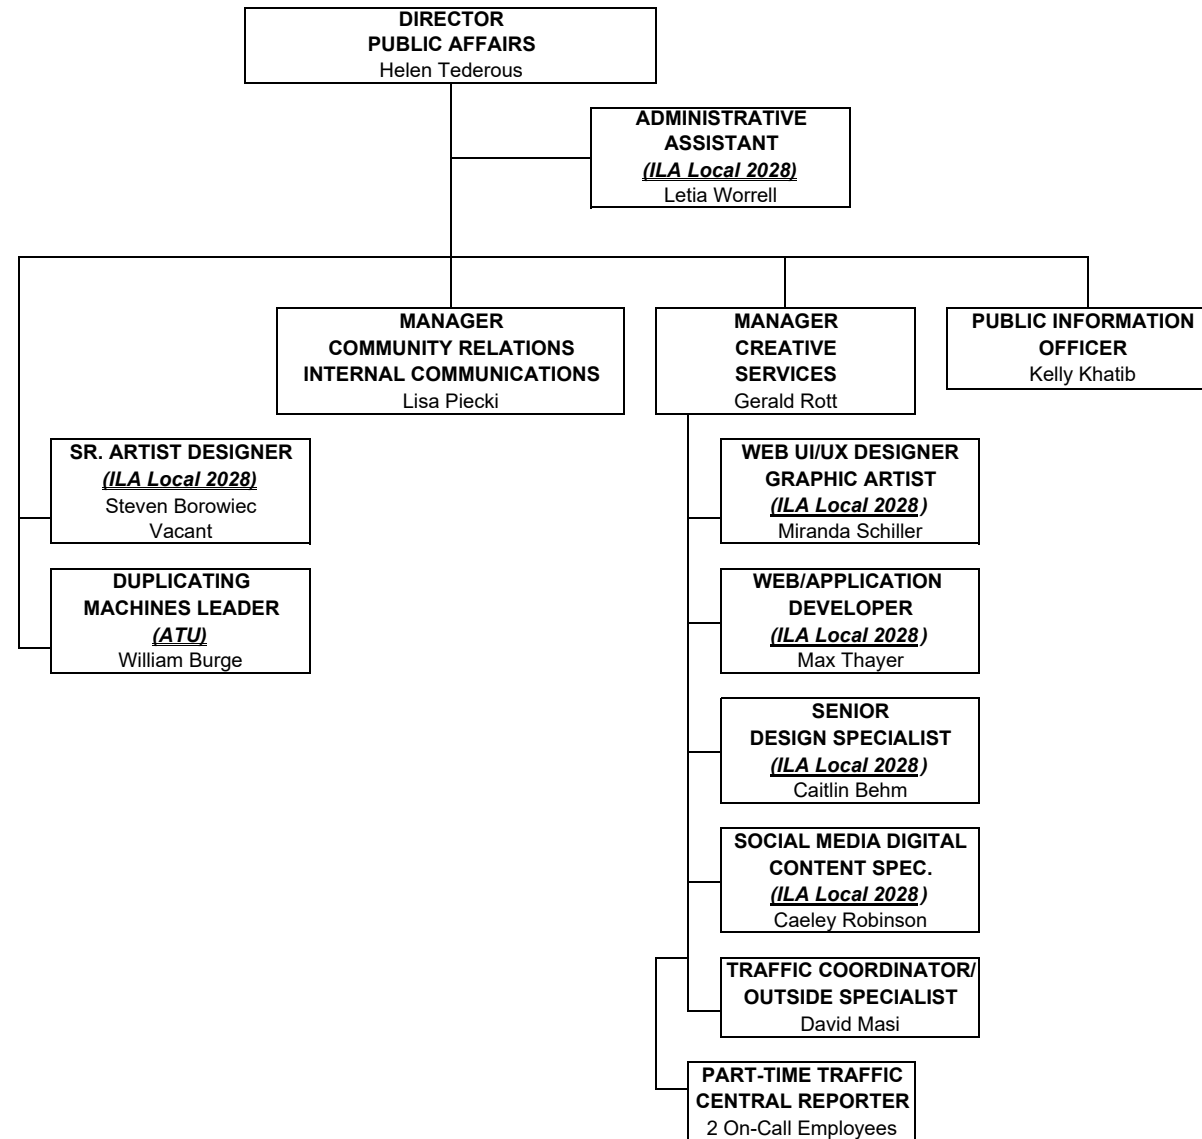 DIRECTOR
PUBLIC AFFAIRS
Helen Tederous
ADMINISTRATIVE
ASSISTANT
(ILA Local 2028)
Letia Worrell
MANAGER
COMMUNITY RELATIONS
INTERNAL COMMUNICATIONS
Lisa Piecki
MANAGER
CREATIVE
SERVICES
Gerald Rott
PUBLIC INFORMATION
OFFICER
Kelly Khatib
SR. ARTIST DESIGNER
(ILA Local 2028)
Steven Borowiec
Vacant
DUPLICATING
MACHINES LEADER
(ATU)
William Burge
WEB UI/UX DESIGNER
GRAPHIC ARTIST
(ILA Local 2028)
Miranda Schiller
WEB/APPLICATION
DEVELOPER
(ILA Local 2028)
Max Thayer
SENIOR
DESIGN SPECIALIST
(ILA Local 2028)
Caitlin Behm
SOCIAL MEDIA DIGITAL
CONTENT SPEC.
(ILA Local 2028)
Caeley Robinson
TRAFFIC COORDINATOR/
OUTSIDE SPECIALIST
David Masi
PART-TIME TRAFFIC
CENTRAL REPORTER
2 On-Call Employees